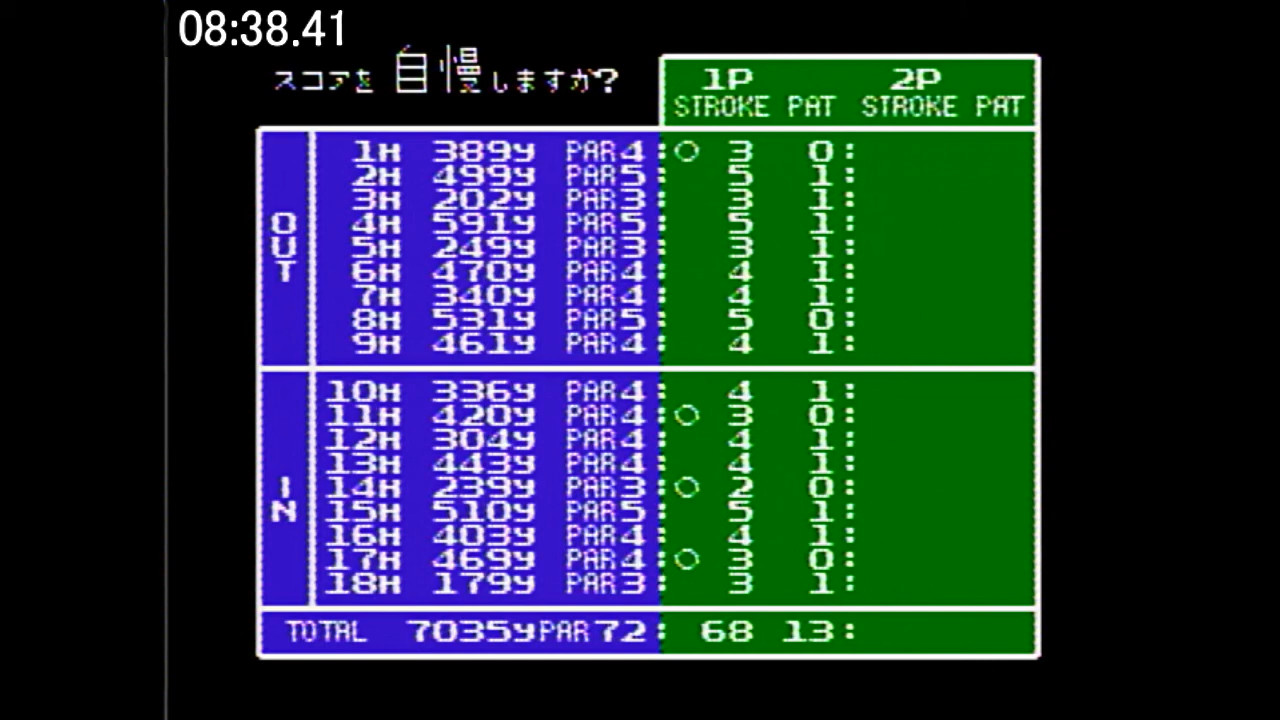 08:38.41
スコアを自慢しますか?
1P 2P
STROKE PAT STROKE PAT
OUT
1H 389y PAR4: ○ 3 0:
2H 499y PAR5: 5 1:
3H 202y PAR3: 3 1:
4H 591y PAR5: 5 1:
5H 249y PAR3: 3 1:
6H 470y PAR4: 4 1:
7H 340y PAR4: 4 1:
8H 531y PAR5: 5 0:
9H 461y PAR4: 4 1:
IN
10H 336y PAR4: 4 1:
11H 420y PAR4: ○ 3 0:
12H 304y PAR4: 4 1:
13H 443y PAR4: 4 1:
14H 239y PAR3: ○ 2 0:
15H 510y PAR5: 5 1:
16H 403y PAR4: 4 1:
17H 469y PAR4: ○ 3 0:
18H 179y PAR3: 3 1:
TOTAL 7035yPAR72: 68 13: